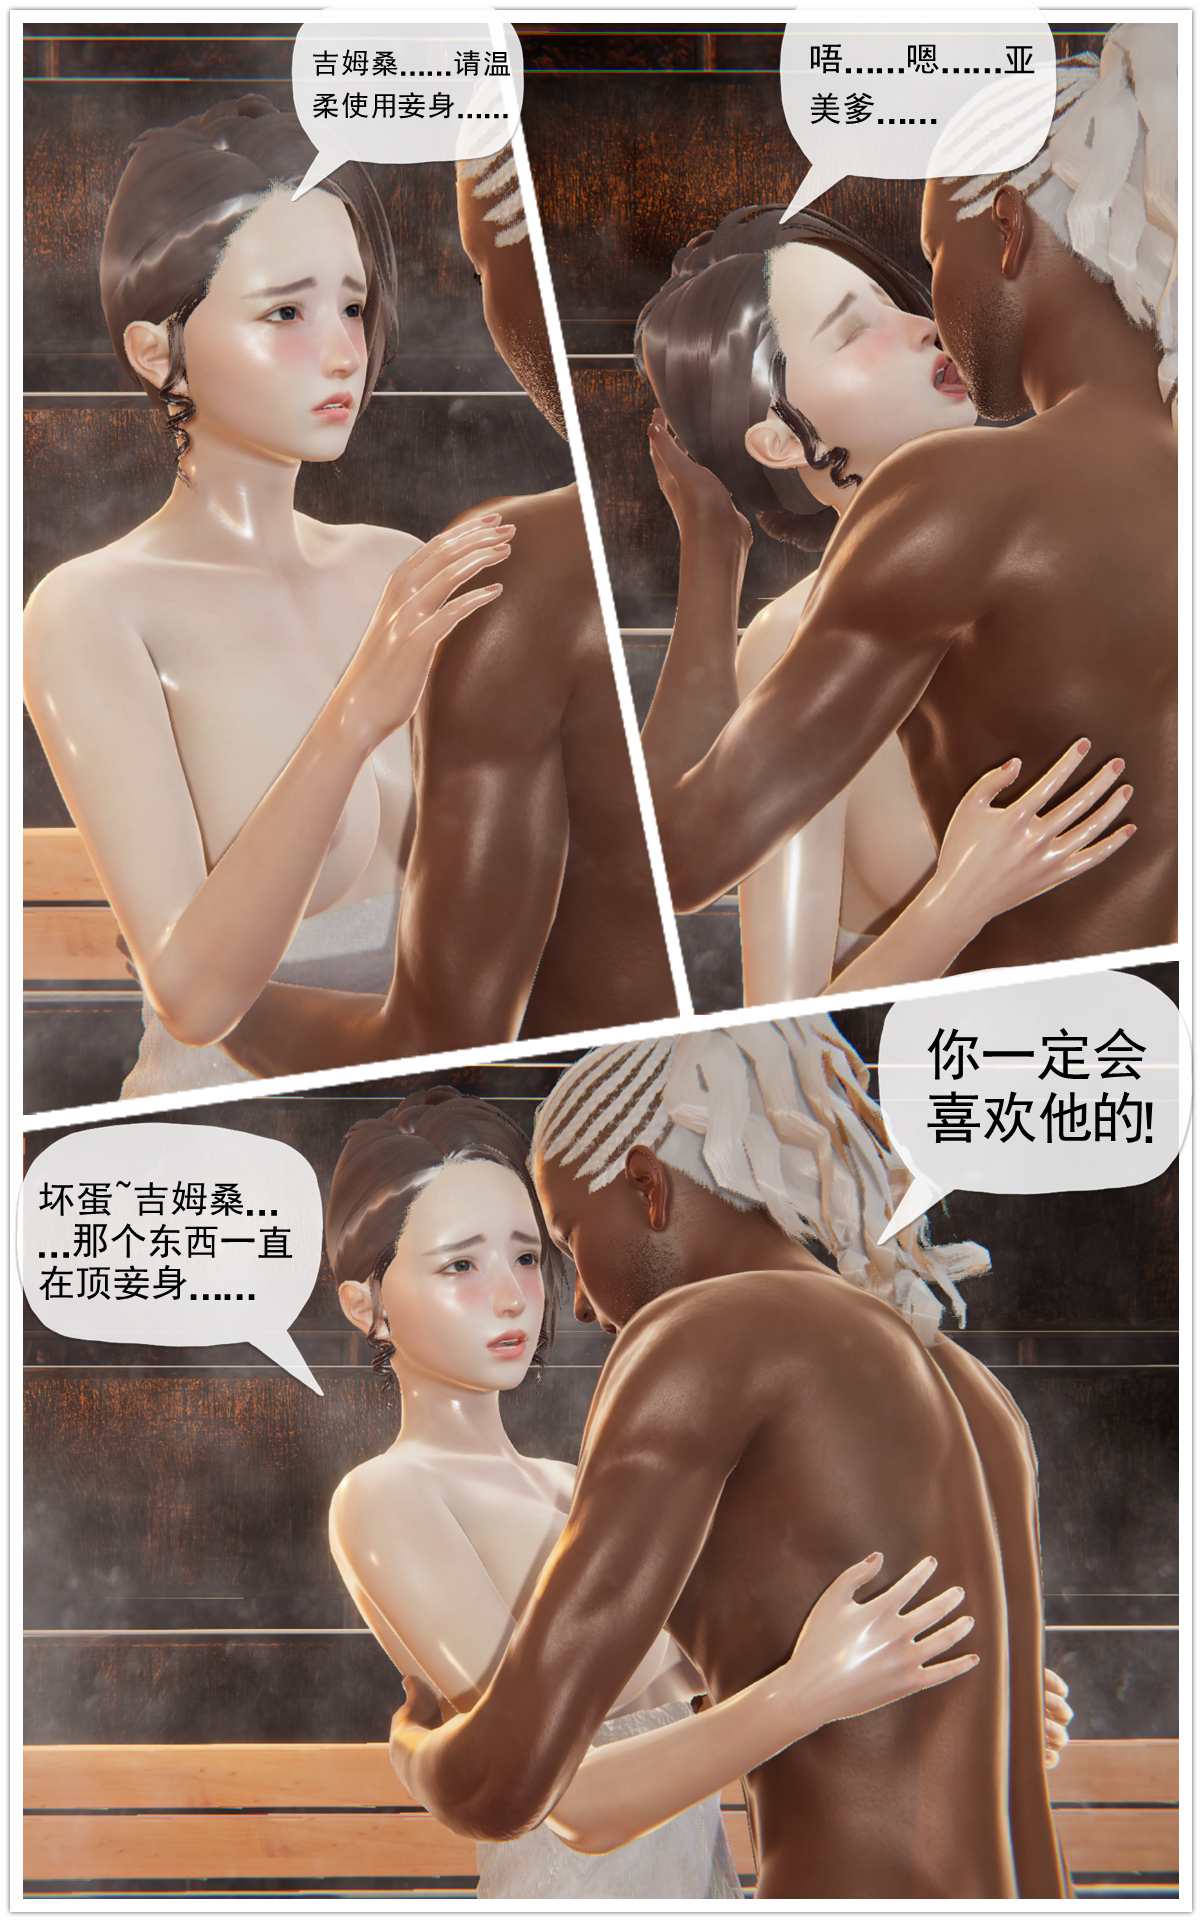 吉姆桑……请温
柔使用妾身……
唔……嗯……亚
美爹……
你一定会
喜欢他的!
坏蛋~吉姆桑…
…那个东西一直
在顶妾身……